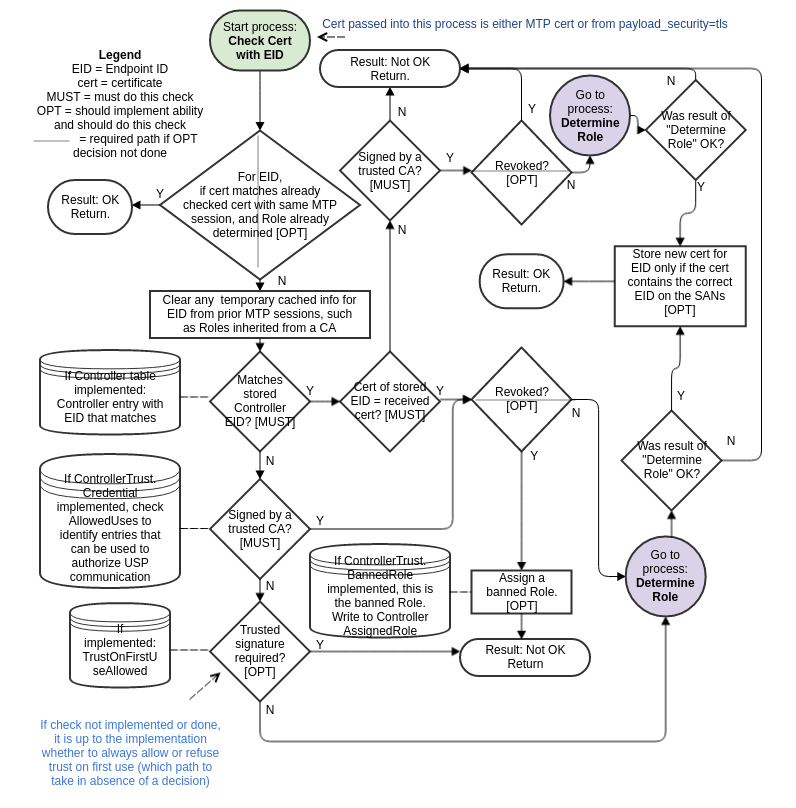 Start process:
Check Cert
with EID
Cert passed into this process is either MTP cert or from payload_security=tls
Legend
EID = Endpoint ID
cert = certificate
MUST = must do this check
OPT = should implement ability
and should do this check
= required path if OPT
decision not done
Result: Not OK
Return.
N
Go to
process:
Determine
Role
Was result of
"Determine
Role" OK?
N
Y
Y
N
Signed by a
trusted CA?
[MUST]
Y
Revoked?
[OPT]
N
Y
For EID,
if cert matches already
checked cert with same MTP
session, and Role already
determined [OPT]
Y
Result: OK
Return.
N
N
Clear any  temporary cached info for
EID from prior MTP sessions, such
as Roles inherited from a CA
Result: OK
Return.
Store new cert for
EID only if the cert
contains the correct
EID on the SANs
[OPT]
If Controller table
implemented:
Controller entry with
EID that matches
Matches
stored
Controller
EID? [MUST]
Y
Cert of stored
EID = received
cert? [MUST]
Y
Revoked?
[OPT]
N
Y
Y
Was result of
"Determine
Role" OK?
N
N
If ControllerTrust.
Credential
implemented, check
AllowedUses to
identify entries that
can be used to
authorize USP
communication
Signed by a
trusted CA?
[MUST]
Y
N
If ControllerTrust.
BannedRole
implemented, this is
the banned Role.
Write to Controller
AssignedRole
Assign a
banned Role.
[OPT]
Go to
process:
Determine
Role
If
implemented:
TrustOnFirstU
seAllowed
Trusted
signature
required?
[OPT]
Y
Result: Not OK
Return
N
If check not implemented or done,
it is up to the implementation
whether to always allow or refuse
trust on first use (which path to
take in absence of a decision)